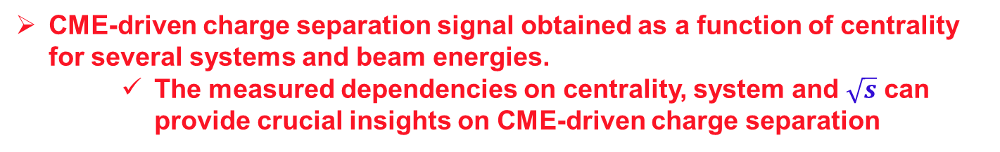 ➢ CME-driven charge separation signal obtained as a function of centrality
for several systems and beam energies.
✓ The measured dependencies on centrality, system and √s can
provide crucial insights on CME-driven charge separation